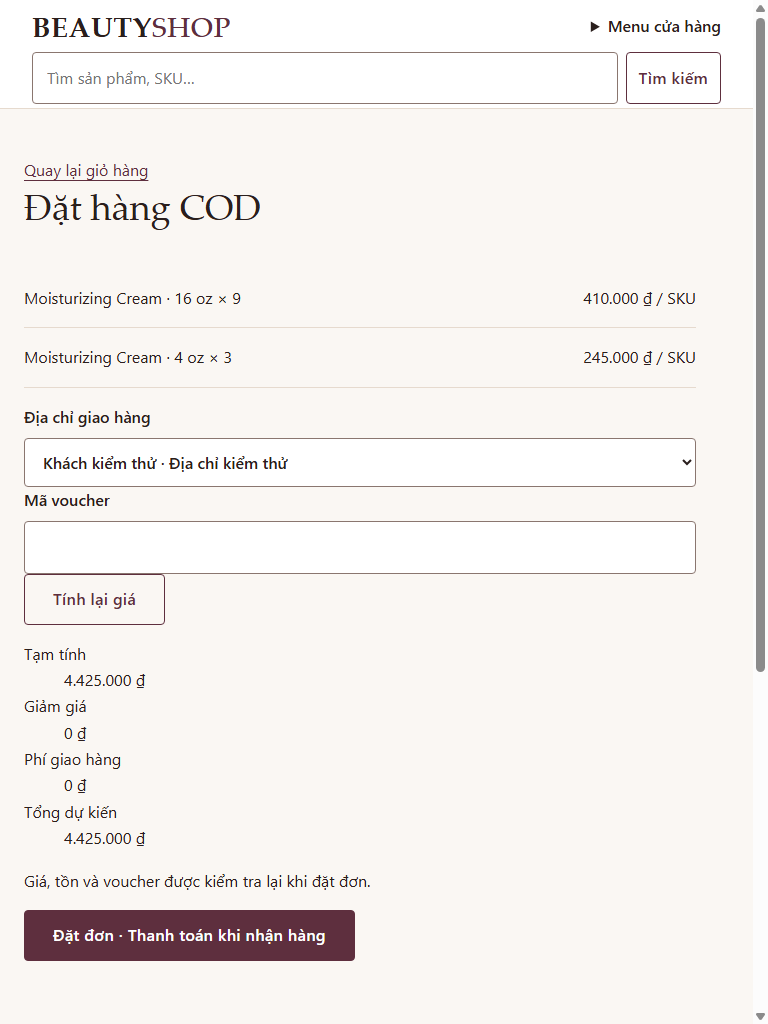 BEAUTYSHOP
▶ Menu cửa hàng
Tìm sản phẩm, SKU...
Tìm kiếm
Quay lại giỏ hàng
Đặt hàng COD
Moisturizing Cream · 16 oz × 9 410.000 ₫ / SKU
Moisturizing Cream · 4 oz × 3 245.000 ₫ / SKU
Địa chỉ giao hàng
Khách kiểm thử · Địa chỉ kiểm thử
Mã voucher
Tính lại giá
Tạm tính
4.425.000 ₫
Giảm giá
0 ₫
Phí giao hàng
0 ₫
Tổng dự kiến
4.425.000 ₫
Giá, tồn và voucher được kiểm tra lại khi đặt đơn.
Đặt đơn · Thanh toán khi nhận hàng